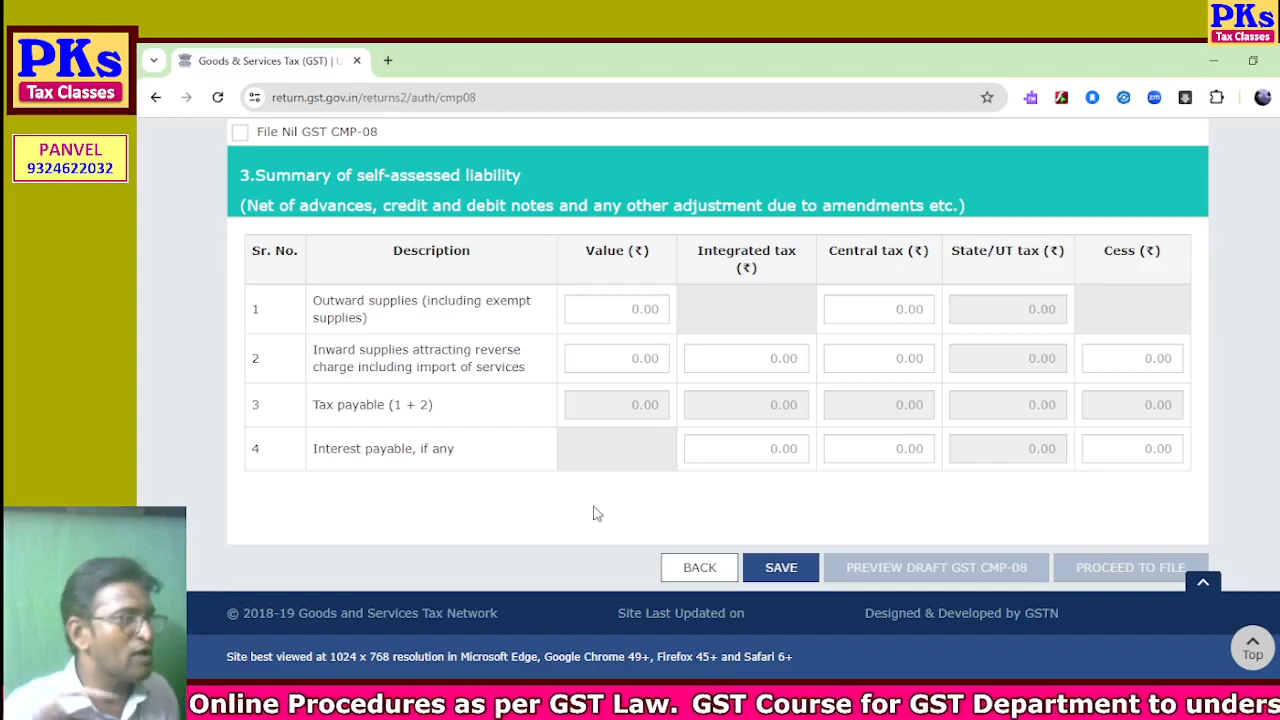 PKs
Tax Classes
PKs
Tax Classes
Goods & Services Tax (GST) | U
return.gst.gov.in/returns2/auth/cmp08
PANVEL
9324622032
File Nil GST CMP-08
3.Summary of self-assessed liability
(Net of advances, credit and debit notes and any other adjustment due to amendments etc.)
Sr. No. Description Value (₹) Integrated tax (₹) Central tax (₹) State/UT tax (₹) Cess (₹)
1 Outward supplies (including exempt supplies) 0.00 0.00 0.00
2 Inward supplies attracting reverse charge including import of services 0.00 0.00 0.00 0.00 0.00
3 Tax payable (1 + 2) 0.00 0.00 0.00 0.00 0.00
4 Interest payable, if any 0.00 0.00 0.00 0.00
BACK SAVE PREVIEW DRAFT GST CMP-08 PROCEED TO FILE
© 2018-19 Goods and Services Tax Network Site Last Updated on Designed & Developed by GSTN
Site best viewed at 1024 x 768 resolution in Microsoft Edge, Google Chrome 49+, Firefox 45+ and Safari 6+
Top
Online Procedures as per GST Law. GST Course for GST Department to unders